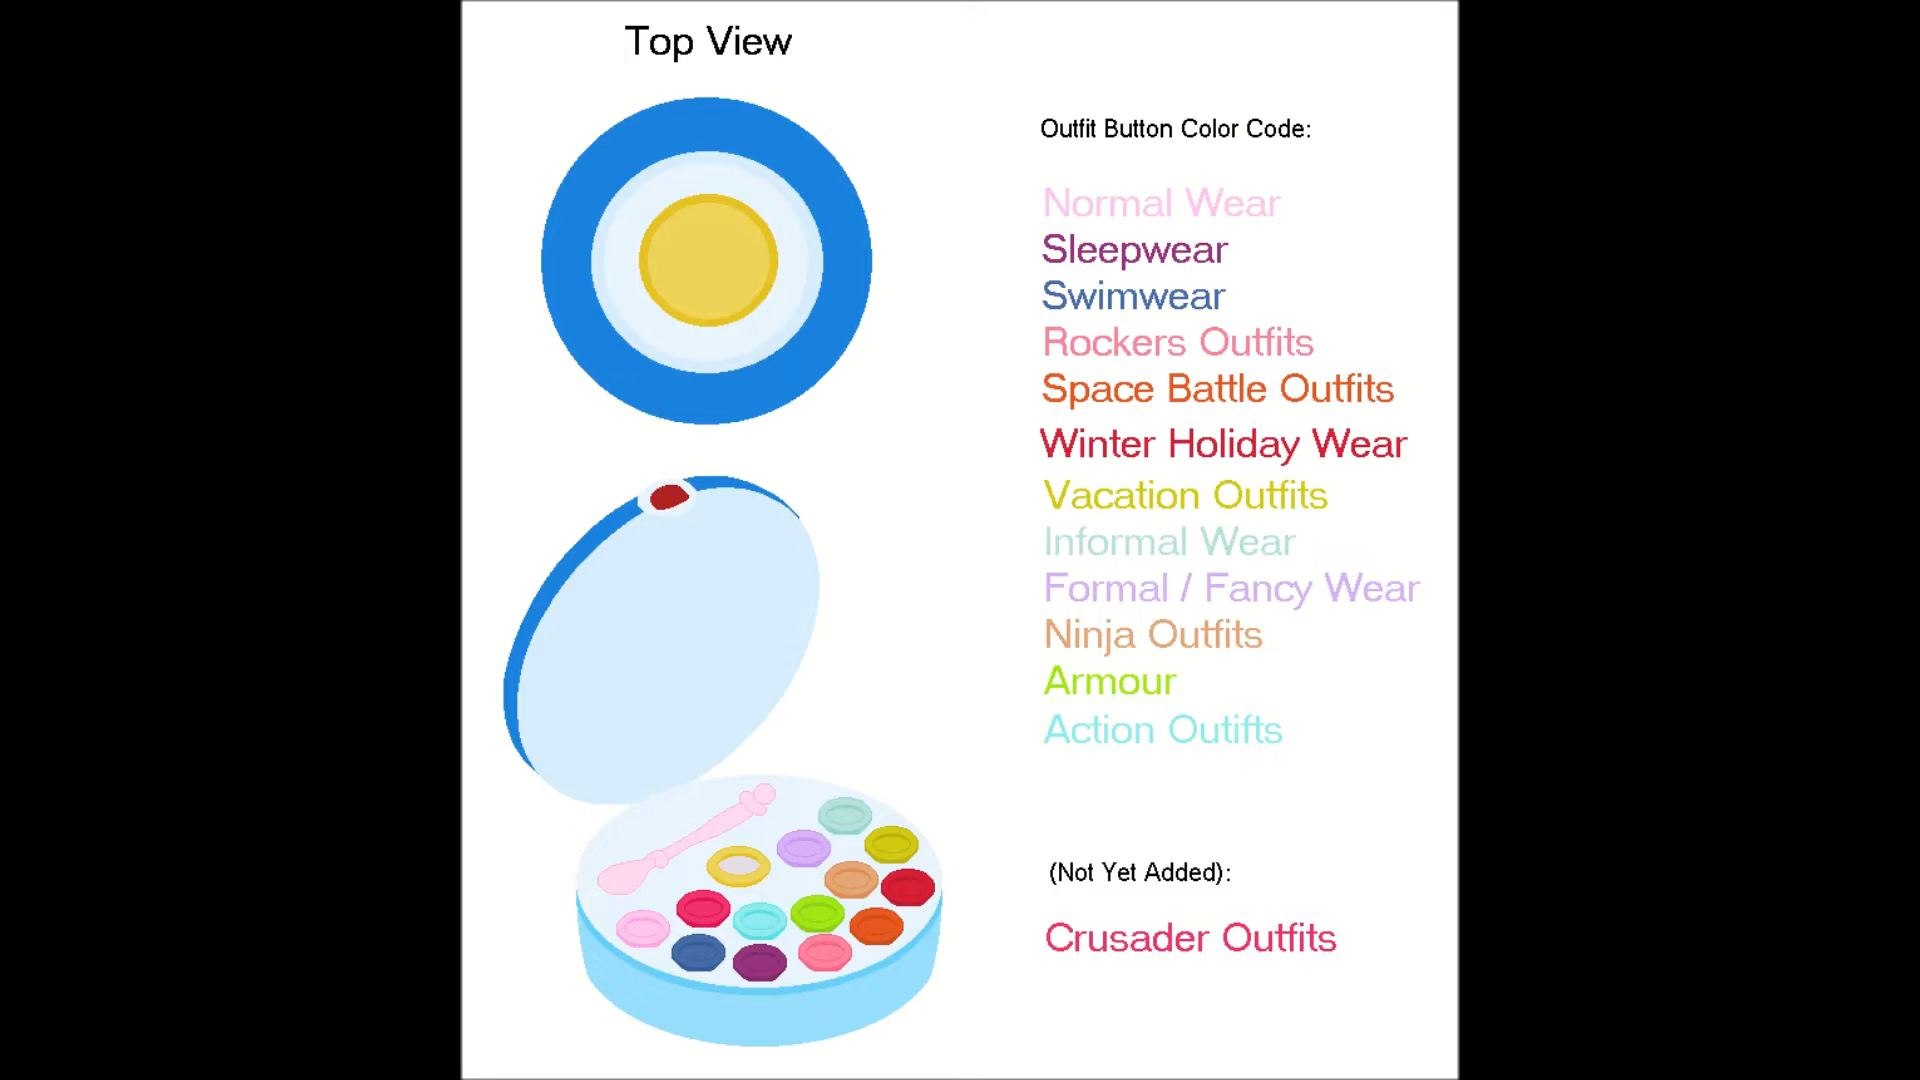 Top View
Outfit Button Color Code:
Normal Wear
Sleepwear
Swimwear
Rockers Outfits
Space Battle Outfits
Winter Holiday Wear
Vacation Outfits
Informal Wear
Formal / Fancy Wear
Ninja Outfits
Armour
Action Outifts
(Not Yet Added):
Crusader Outfits